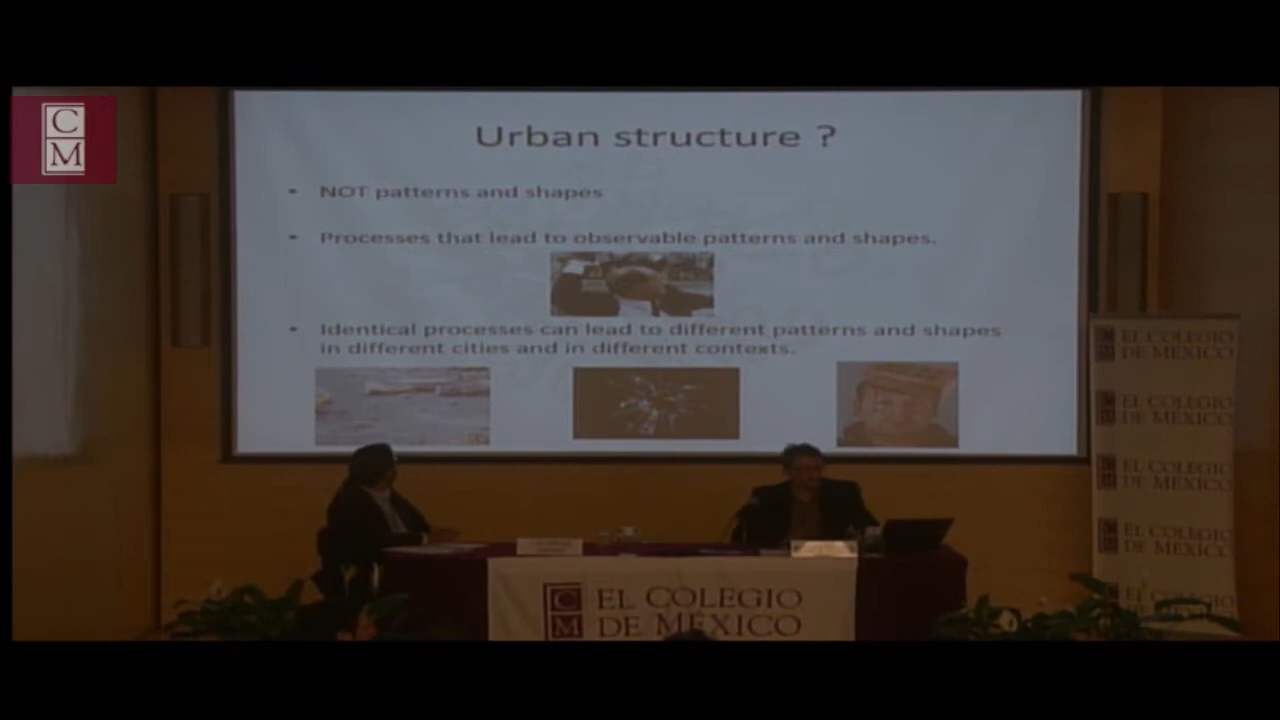 C
M
Urban structure ?
• NOT patterns and shapes
• Processes that lead to observable patterns and shapes.
• Identical processes can lead to different patterns and shapes
in different cities and in different contexts.
EL COLEGIO
DE MÉXICO
EL COLEGIO
DE MÉXICO
EL COLEGIO
DE MÉXICO
EL COLEGIO
DE MÉXICO
EL COLEGIO
C
M
EL COLEGIO
DE MÉXICO